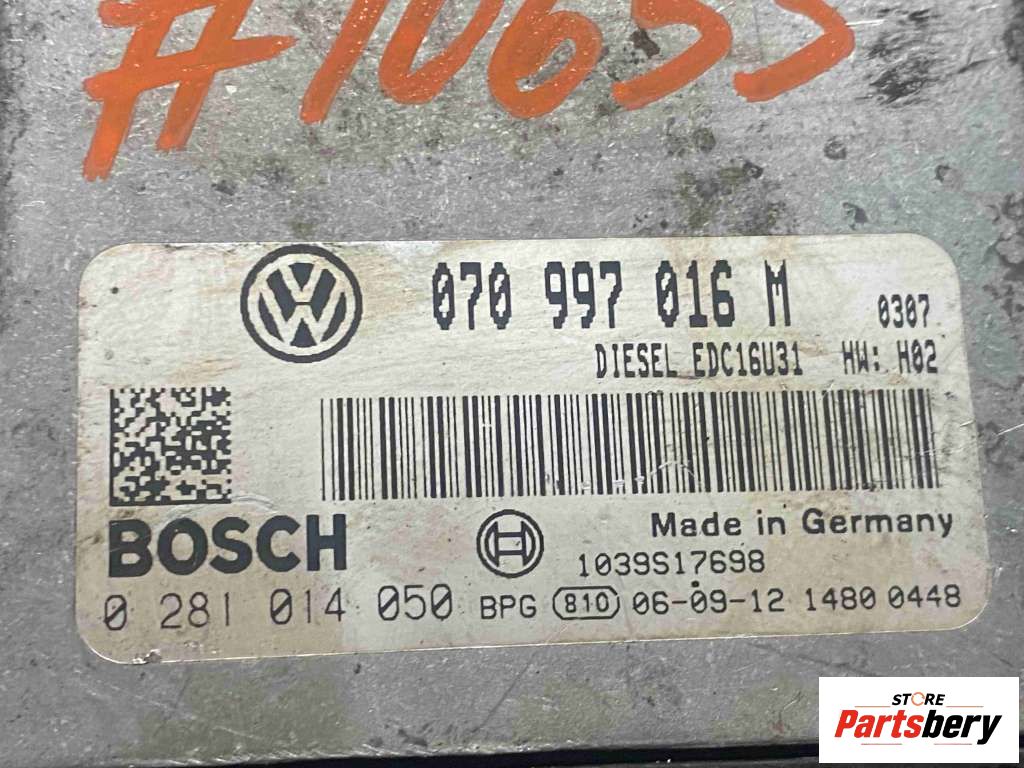 #10655
070 997 016 M 0307
DIESEL EDC16U31 HW: H02
BOSCH Made in Germany
1039S17698
0 281 014 050 BPG 810 06-09-12 1480 0448
STORE
Partsbery